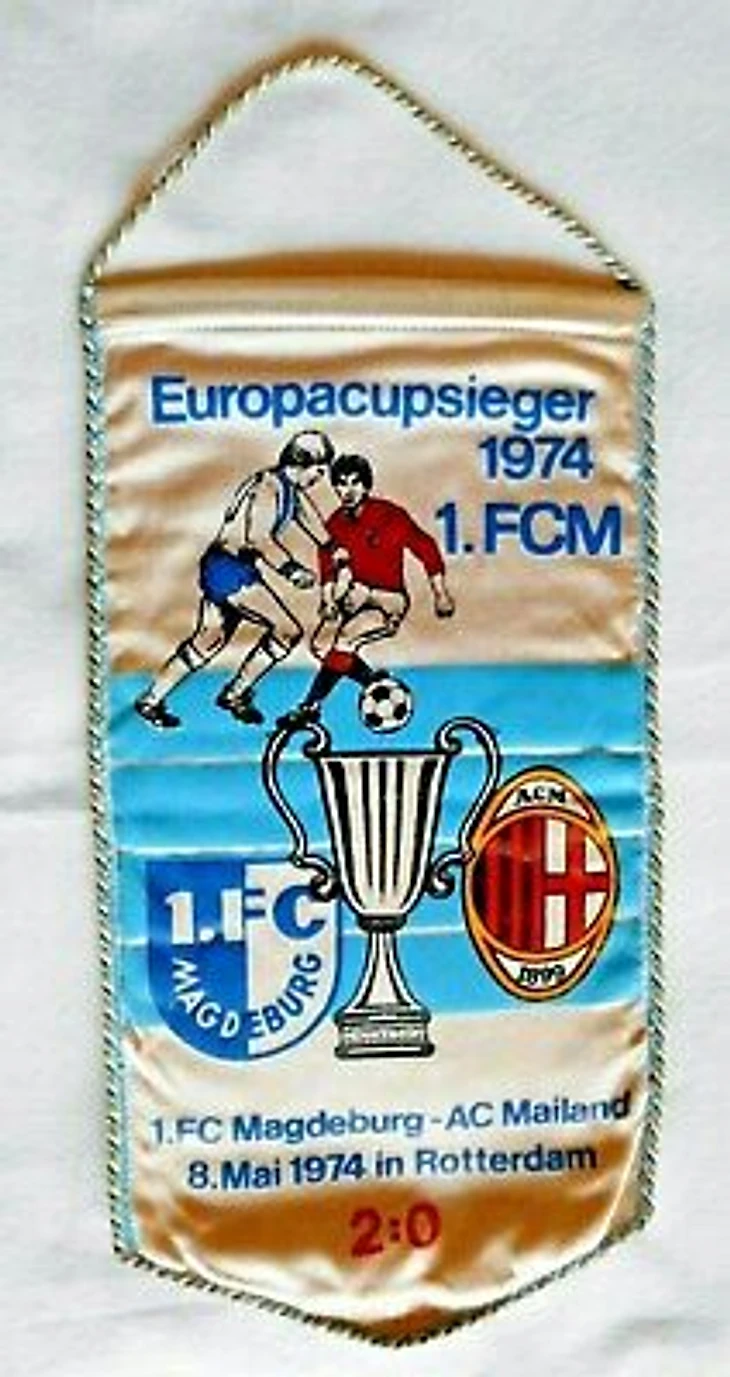 Europacupsieger
1974
1. FCM
ACM
1899
1.FC
MAGDEBURG
1.FC Magdeburg - AC Mailand
8. Mai 1974 in Rotterdam
2:0